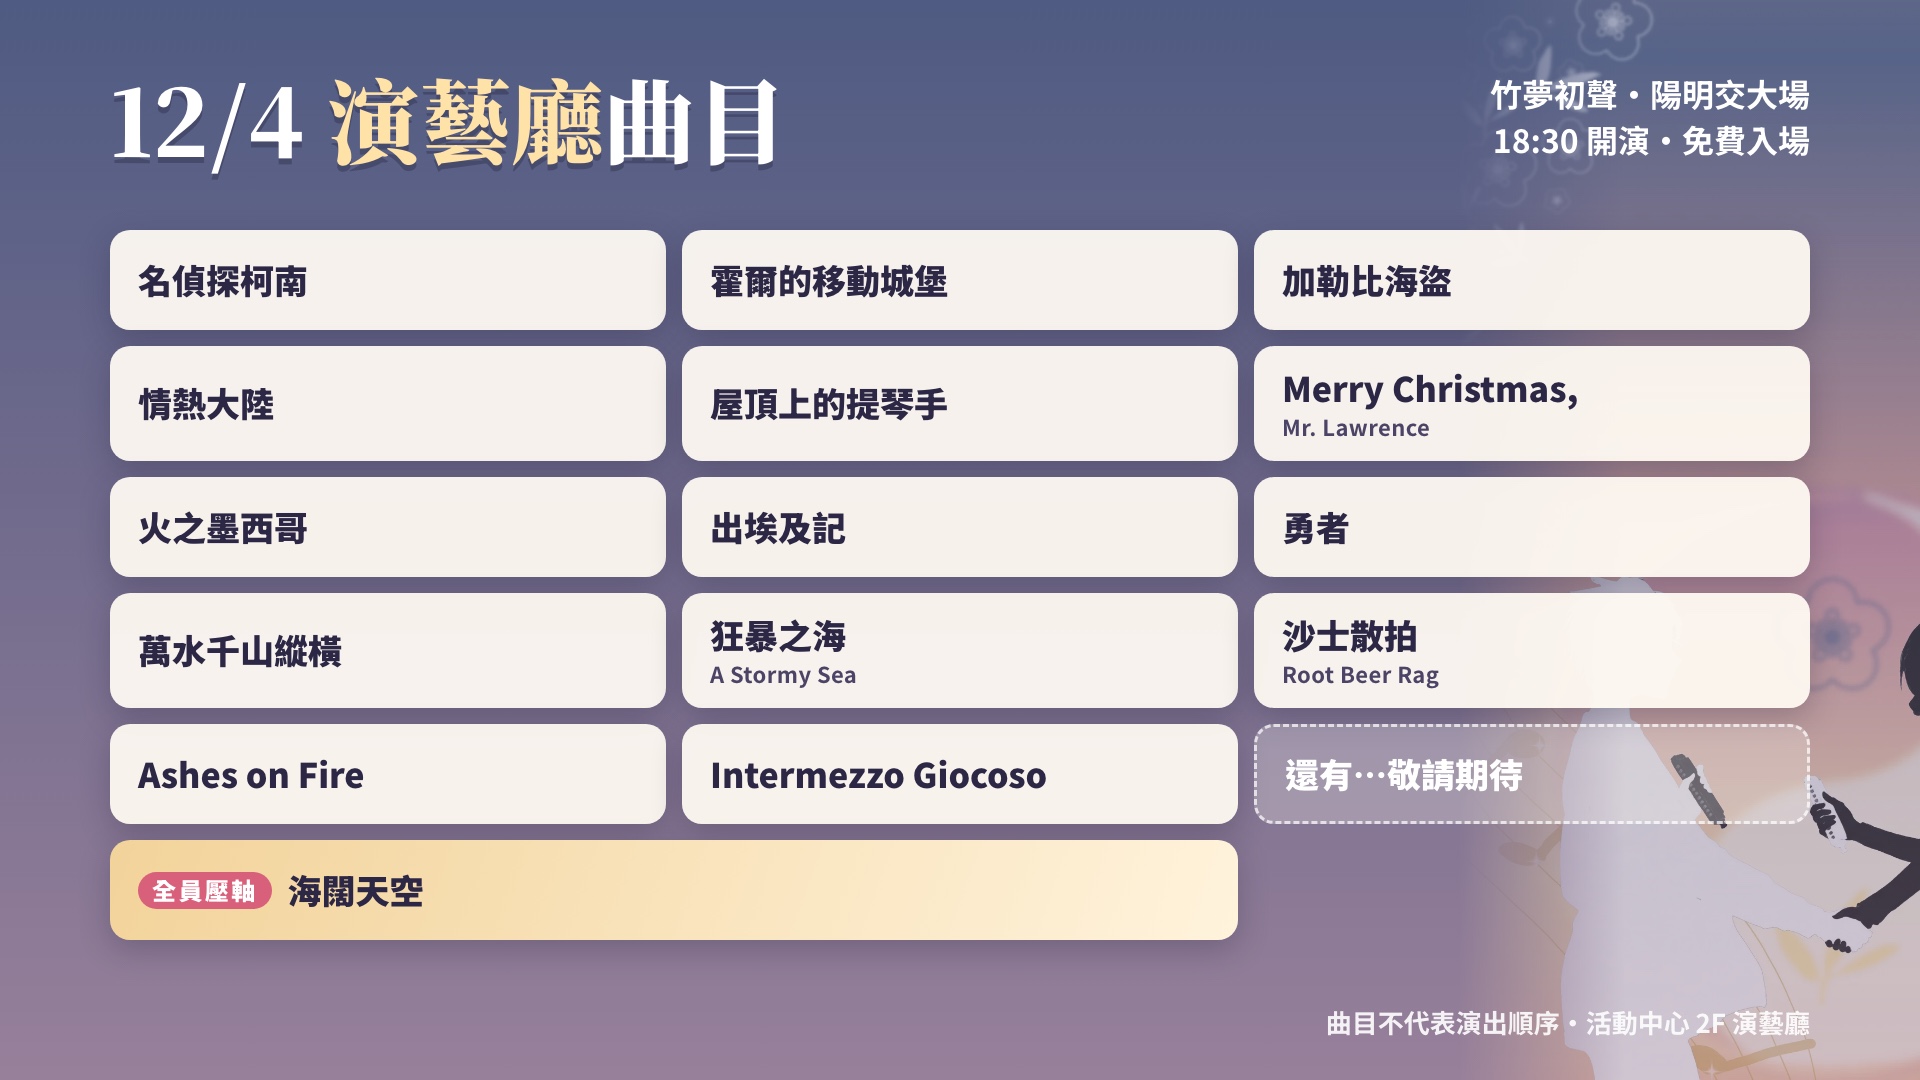 12/4 演藝廳曲目
竹夢初聲・陽明交大場
18:30 開演・免費入場
名偵探柯南
霍爾的移動城堡
加勒比海盜
情熱大陸
屋頂上的提琴手
Merry Christmas,
Mr. Lawrence
火之墨西哥
出埃及記
勇者
萬水千山縱橫
狂暴之海
A Stormy Sea
沙士散拍
Root Beer Rag
Ashes on Fire
Intermezzo Giocoso
還有…敬請期待
全員壓軸 海闊天空
曲目不代表演出順序・活動中心 2F 演藝廳